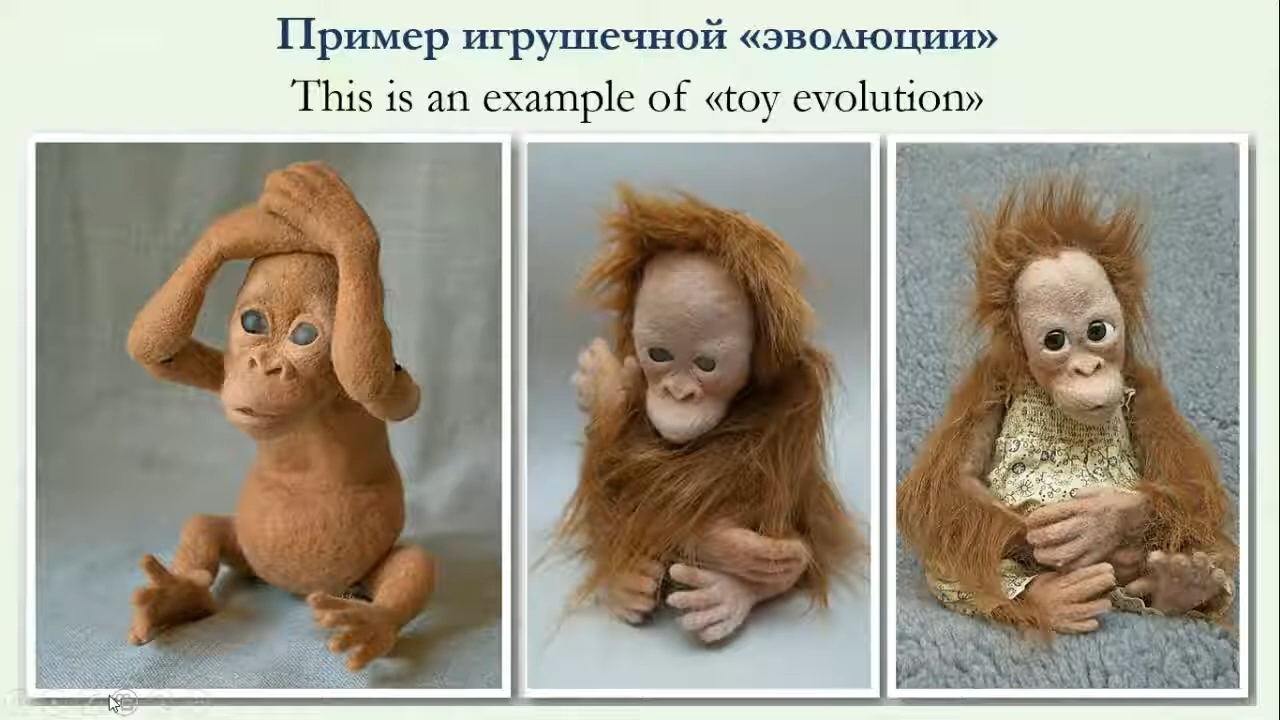 Пример игрушечной «эволюции»
This is an example of «toy evolution»